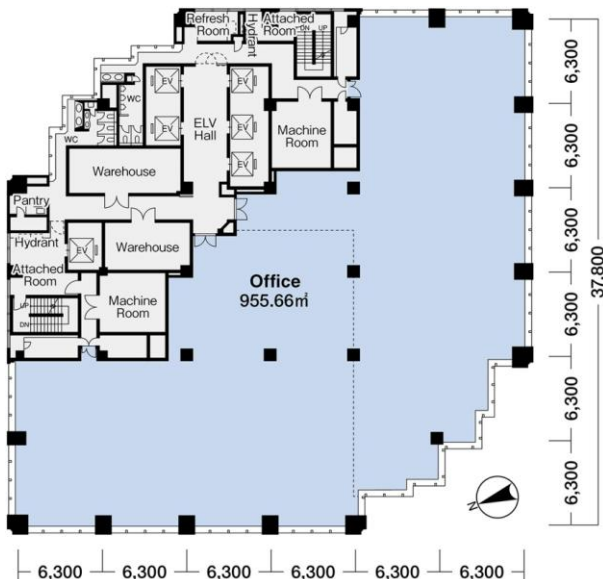 Refresh
Room
Hydrant
Attached
Room
DN UP
EV
EV
WC
EV
EV
ELV
Hall
EV
Machine
Room
WC
EV
Warehouse
Pantry
Hydrant
EV
Warehouse
Attached
Room
Machine
Room
UP
DN
Office
955.66㎡
6,300
6,300
6,300
6,300
6,300
6,300
37,800
N
6,300
6,300
6,300
6,300
6,300
6,300